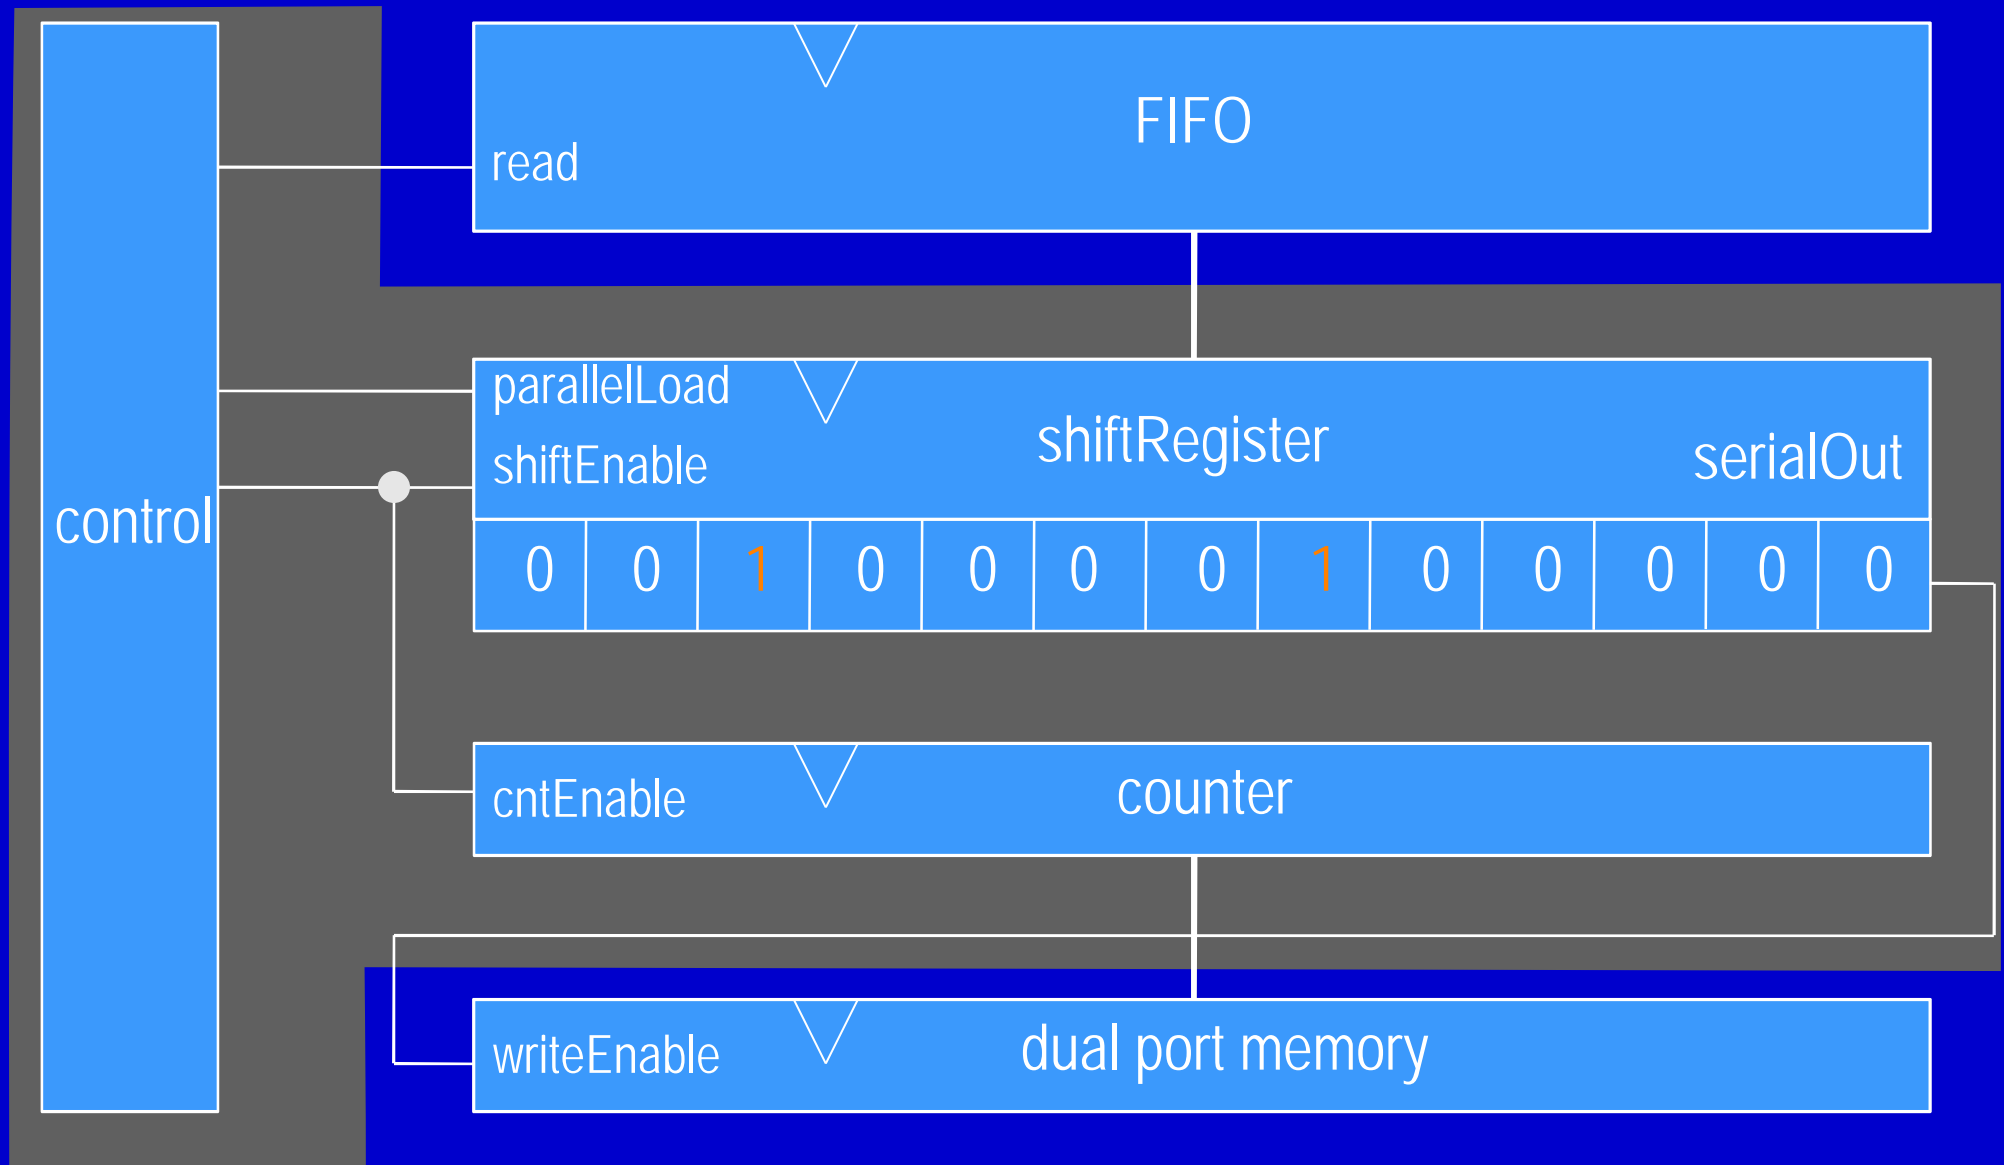 FIFO
read
parallelLoad
shiftRegister
shiftEnable
serialOut
control
0 0 1 0 0 0 0 1 0 0 0 0 0
cntEnable
counter
writeEnable
dual port memory